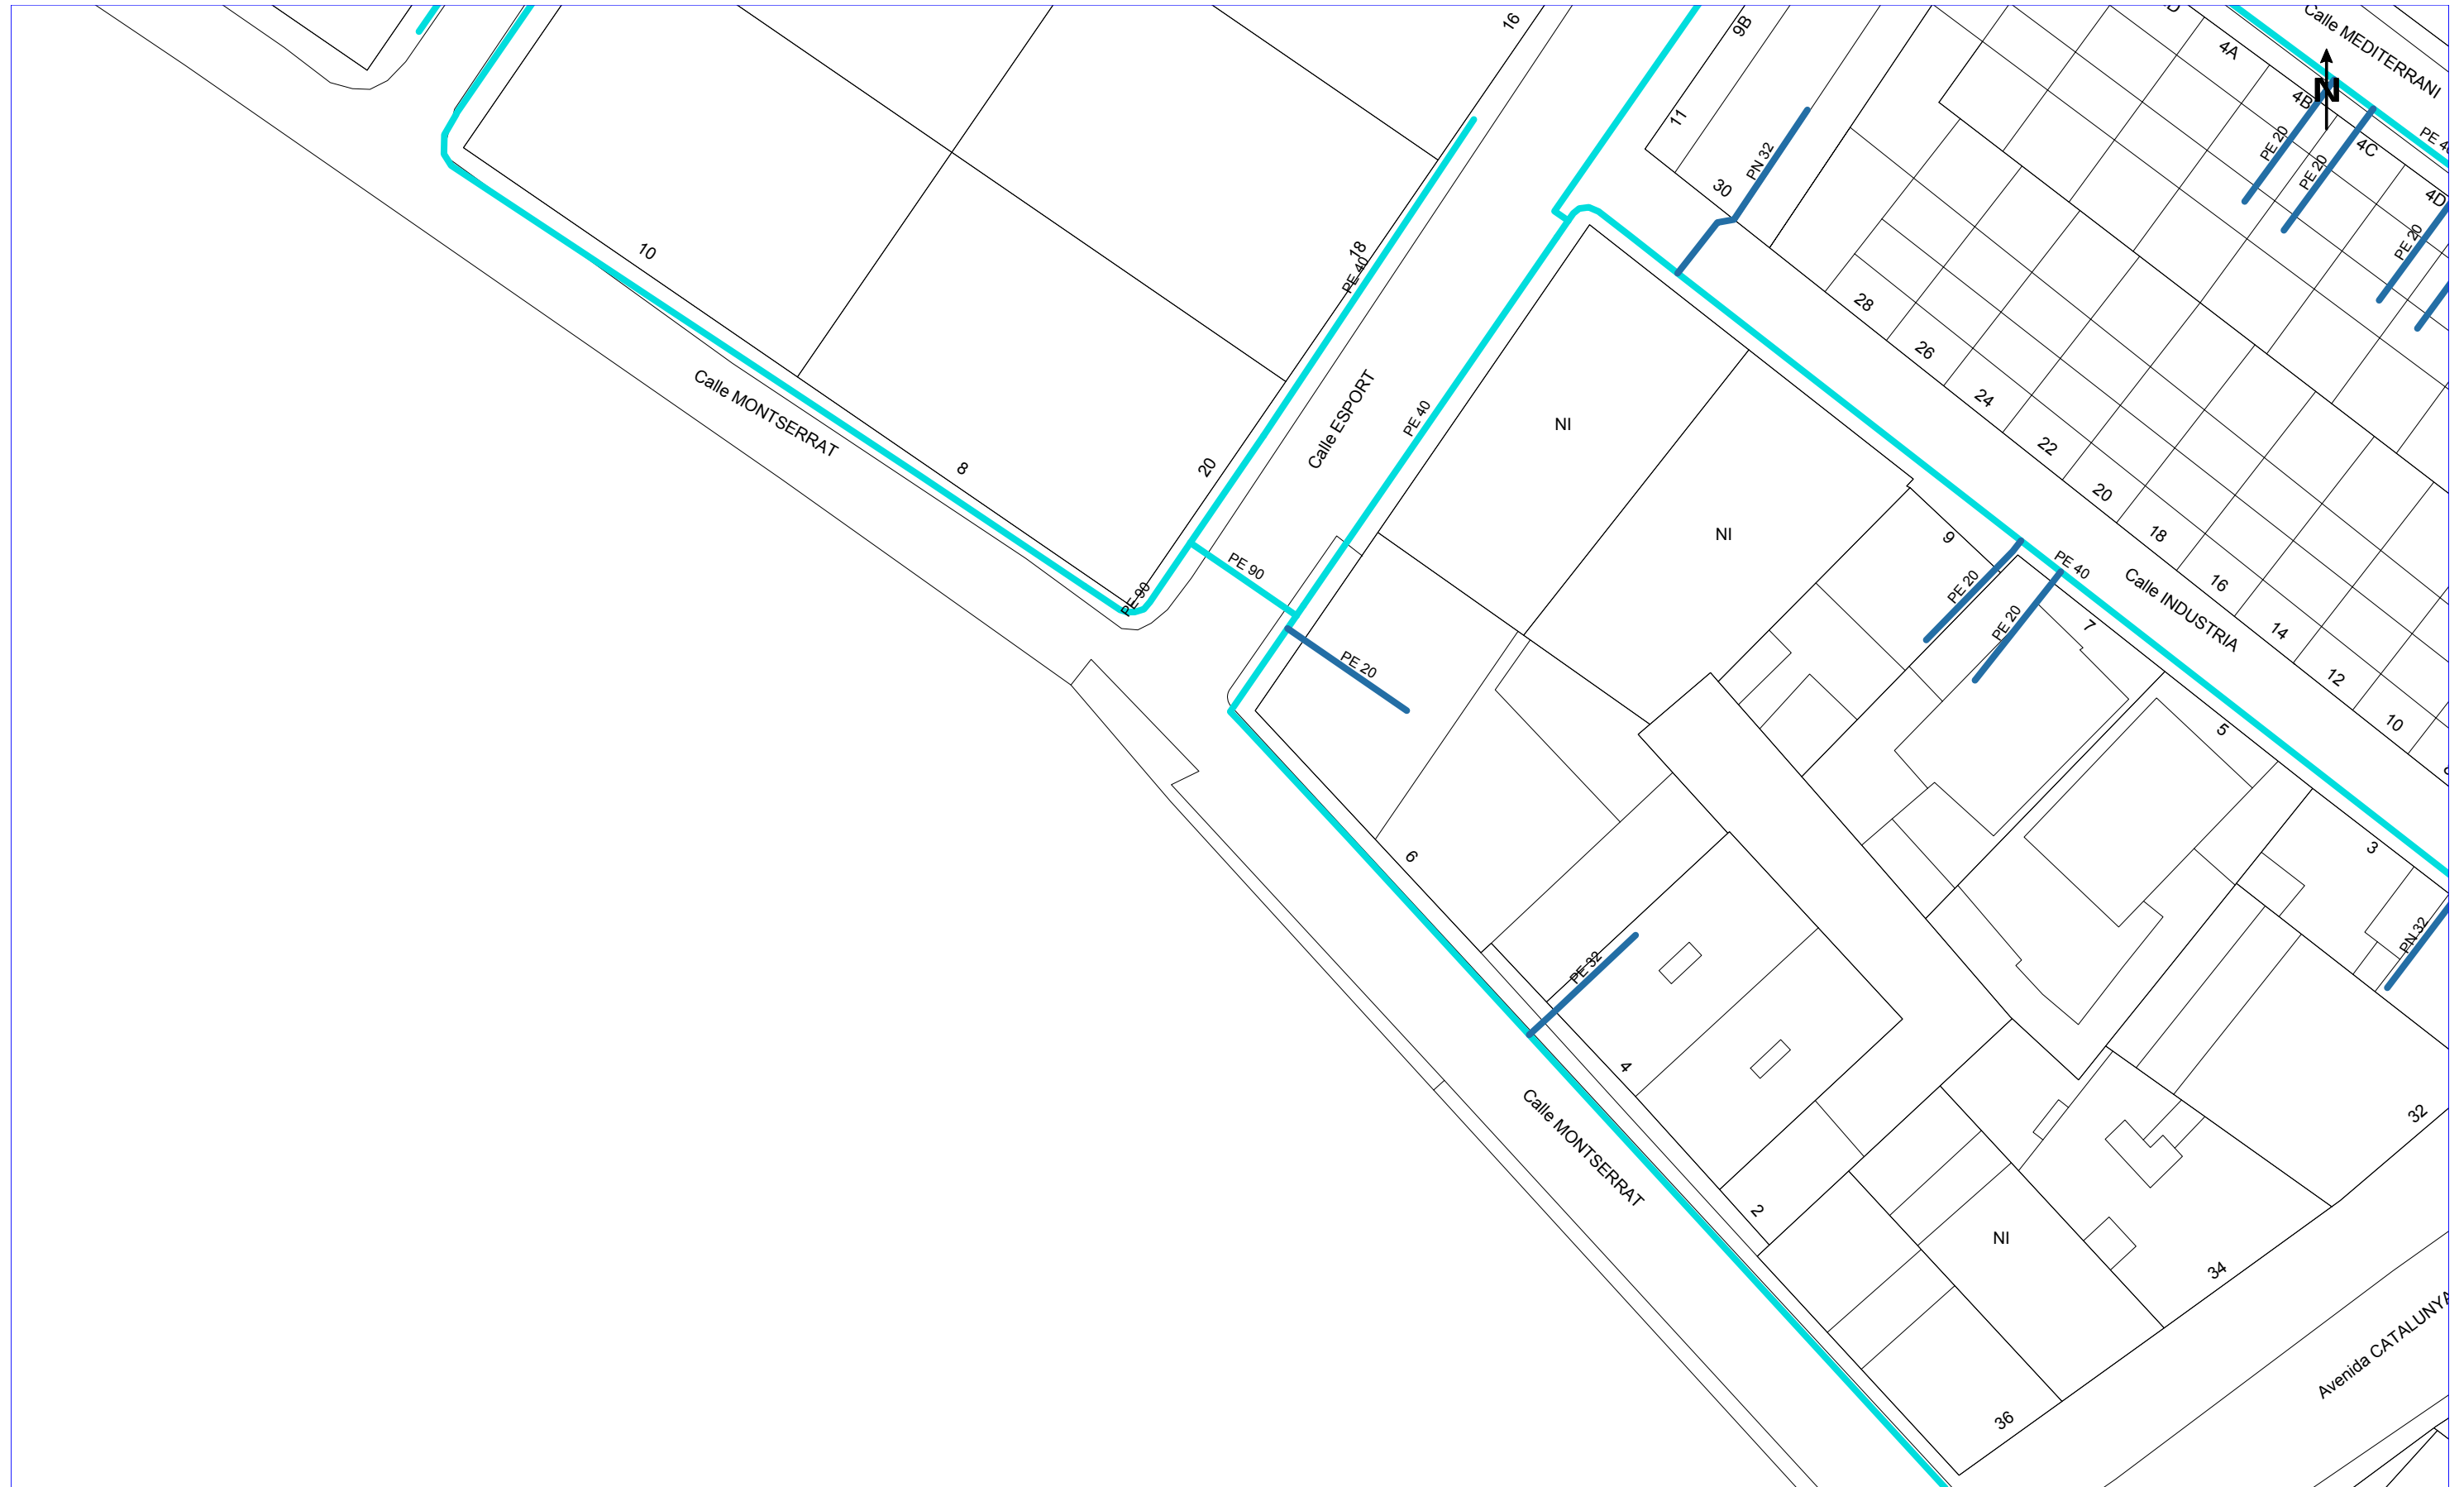 16
9B
Calle MEDITERRANI
4A
N
4B
4C
4D
PE 20
PE 20
PE 20
11
PN 32
30
10
18
PE 40
28
26
24
22
20
18
16
14
12
10
Calle MONTSERRAT
Calle ESPORT
PE 40
NI
NI
8
20
PE 90
PE 90
PE 20
9
PE 20
PE 40
PE 20
Calle INDUSTRIA
7
5
3
PN 32
6
PE 32
4
Calle MONTSERRAT
2
32
NI
34
Avenida CATALUNYA
36